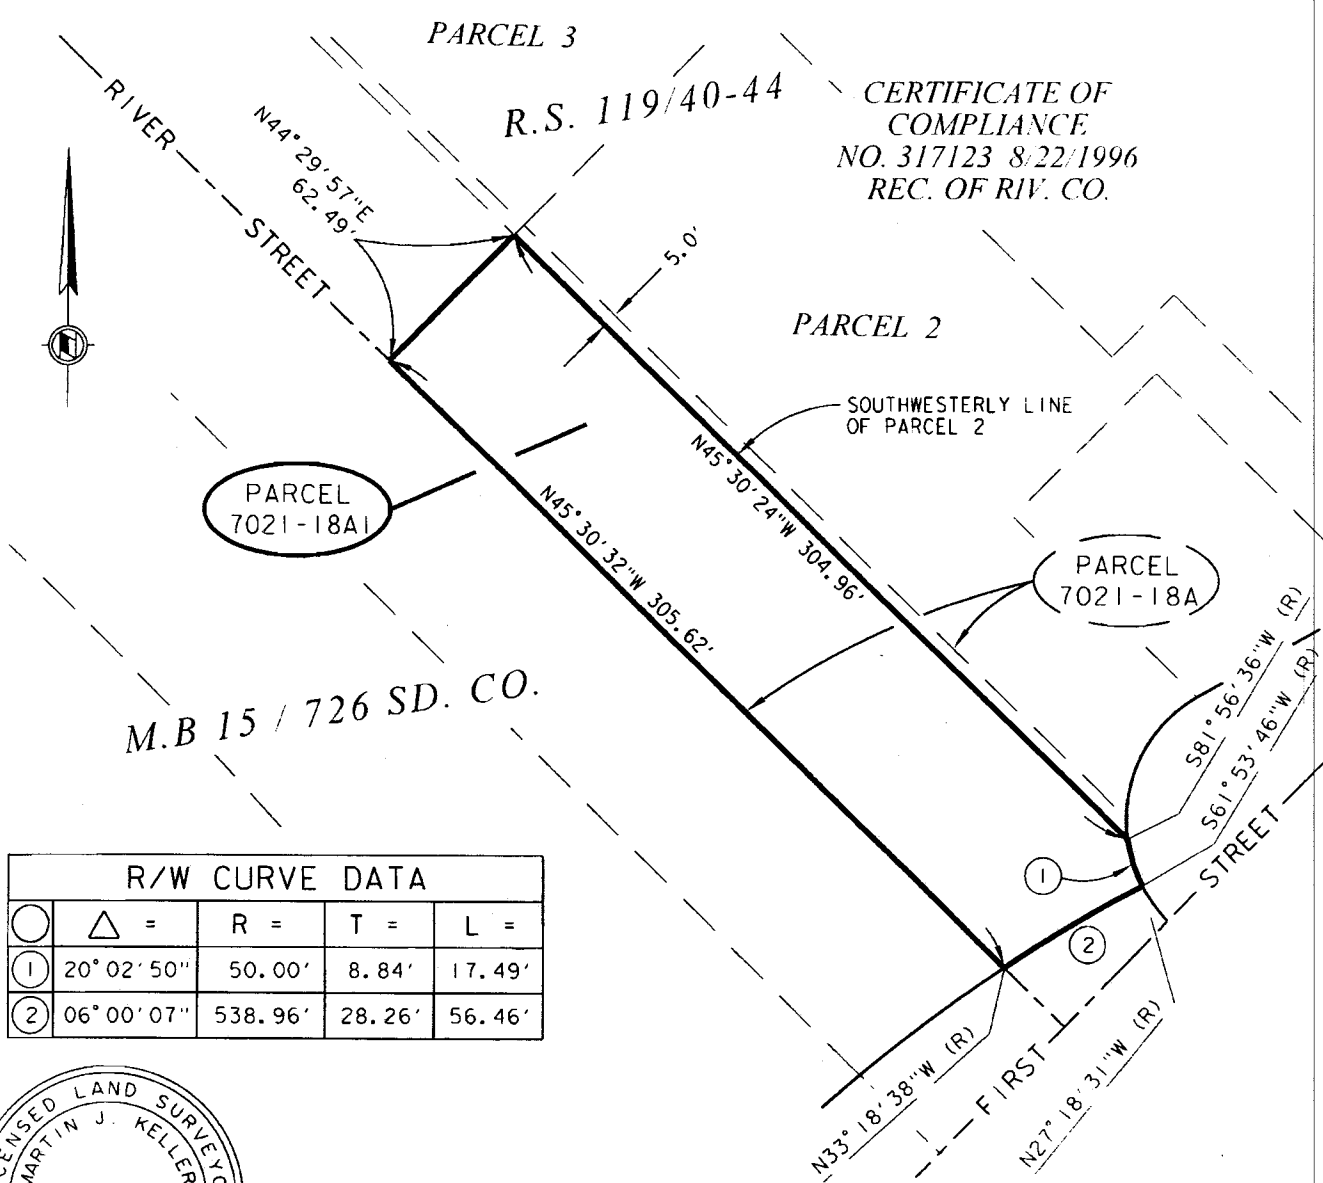 PARCEL 3
R.S. 119/40-44
CERTIFICATE OF
COMPLIANCE
NO. 317123 8/22/1996
REC. OF RIV. CO.
RIVER STREET
N44°29'57"E
62.49'
5.0'
PARCEL 2
SOUTHWESTERLY LINE
OF PARCEL 2
N45°30'24"W 304.96'
PARCEL
7021-18A1
N45°30'32"W 305.62'
PARCEL
7021-18A
S81°56'36"W (R)
S61°53'46"W (R)
M.B 15 / 726 SD. CO.
1
2
FIRST STREET
N33°18'38"W (R)
N27°18'31"W (R)
R/W CURVE DATA
△ = R = T = L =
1 20°02'50" 50.00' 8.84' 17.49'
2 06°00'07" 538.96' 28.26' 56.46'
CENSED LAND SURVEYO
MARTIN J. KELLER